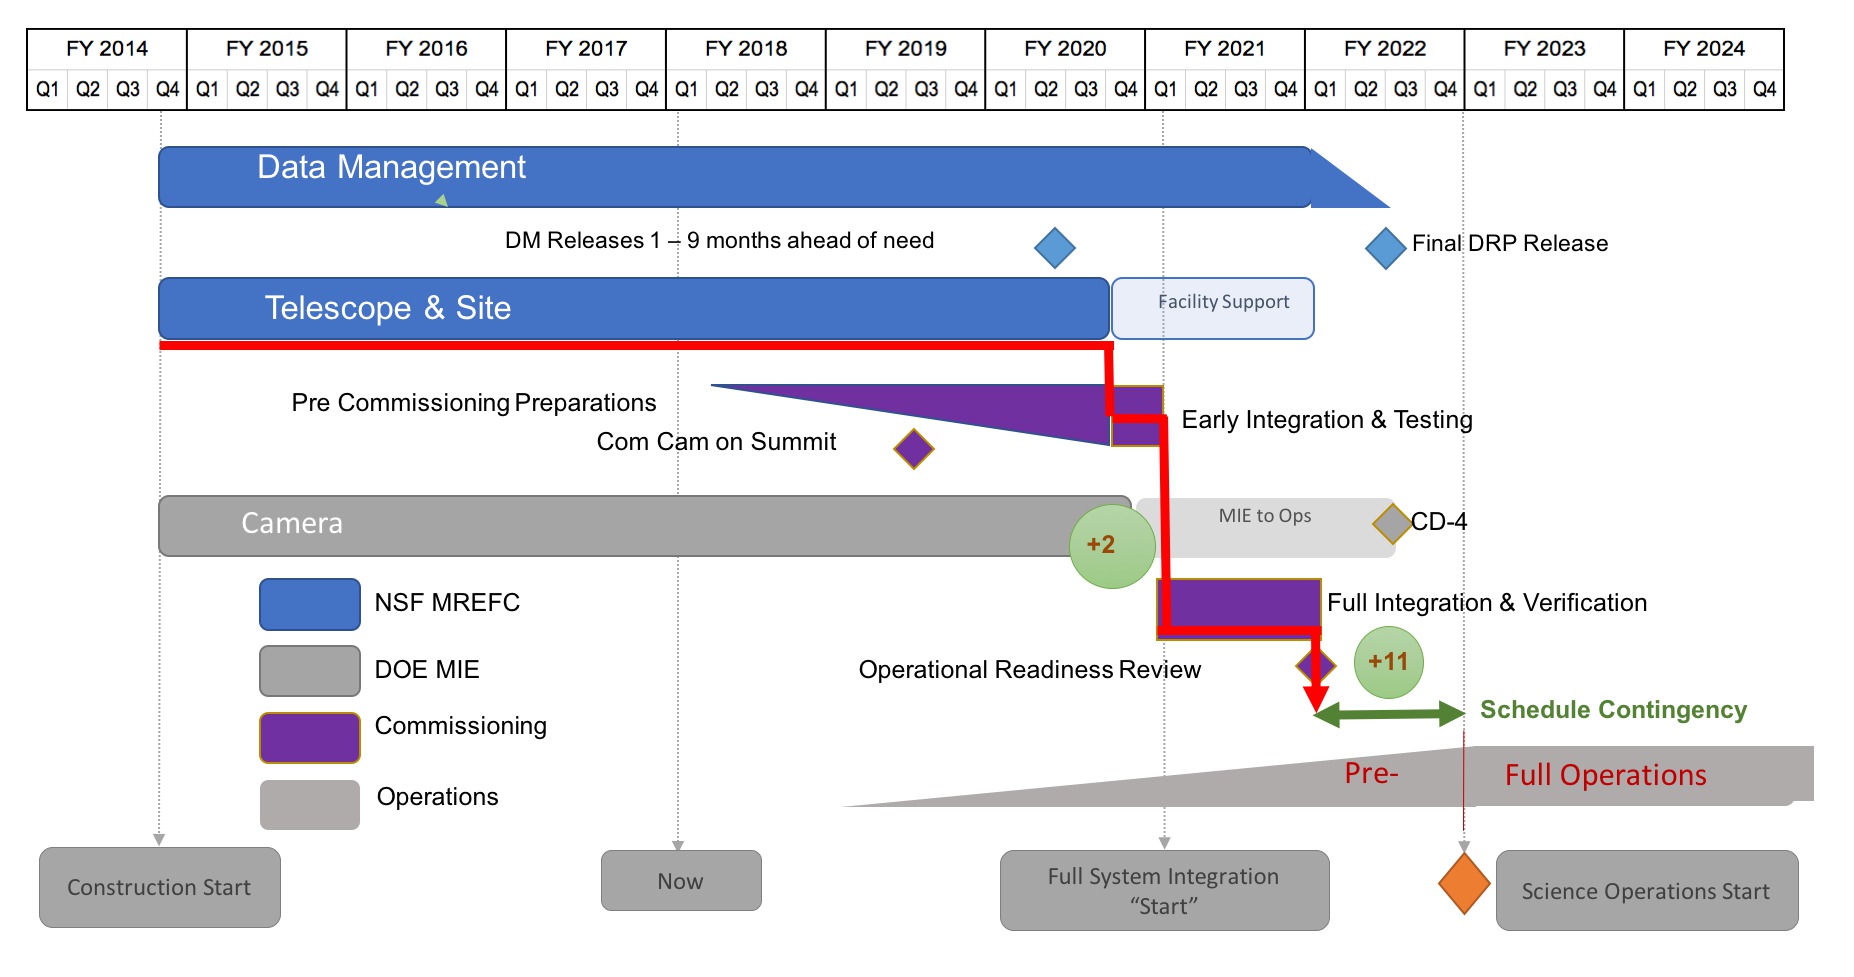 FY 2014 FY 2015 FY 2016 FY 2017 FY 2018 FY 2019 FY 2020 FY 2021 FY 2022 FY 2023 FY 2024
Q1 Q2 Q3 Q4 Q1 Q2 Q3 Q4 Q1 Q2 Q3 Q4 Q1 Q2 Q3 Q4 Q1 Q2 Q3 Q4 Q1 Q2 Q3 Q4 Q1 Q2 Q3 Q4 Q1 Q2 Q3 Q4 Q1 Q2 Q3 Q4 Q1 Q2 Q3 Q4 Q1 Q2 Q3 Q4
Data Management
DM Releases 1 – 9 months ahead of need
Final DRP Release
Telescope & Site
Facility Support
Pre Commissioning Preparations
Early Integration & Testing
Com Cam on Summit
Camera
+2
MIE to Ops
CD-4
NSF MREFC
Full Integration & Verification
DOE MIE
Operational Readiness Review
+11
Commissioning
Schedule Contingency
Operations
Pre-
Full Operations
Construction Start
Now
Full System Integration
“Start”
Science Operations Start